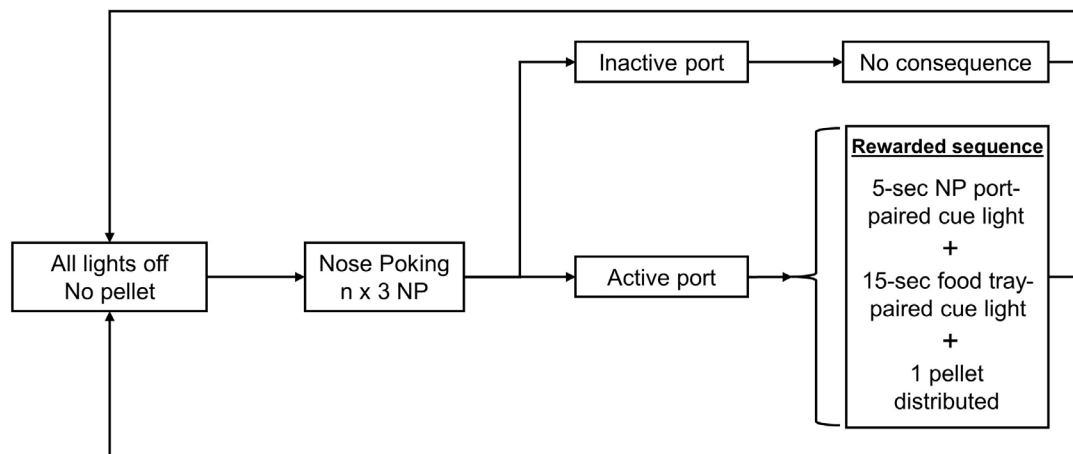 Inactive port
No consequence
Rewarded sequence
5-sec NP port-
paired cue light
+
15-sec food tray-
paired cue light
+
1 pellet
distributed
All lights off
No pellet
Nose Poking
n x 3 NP
Active port